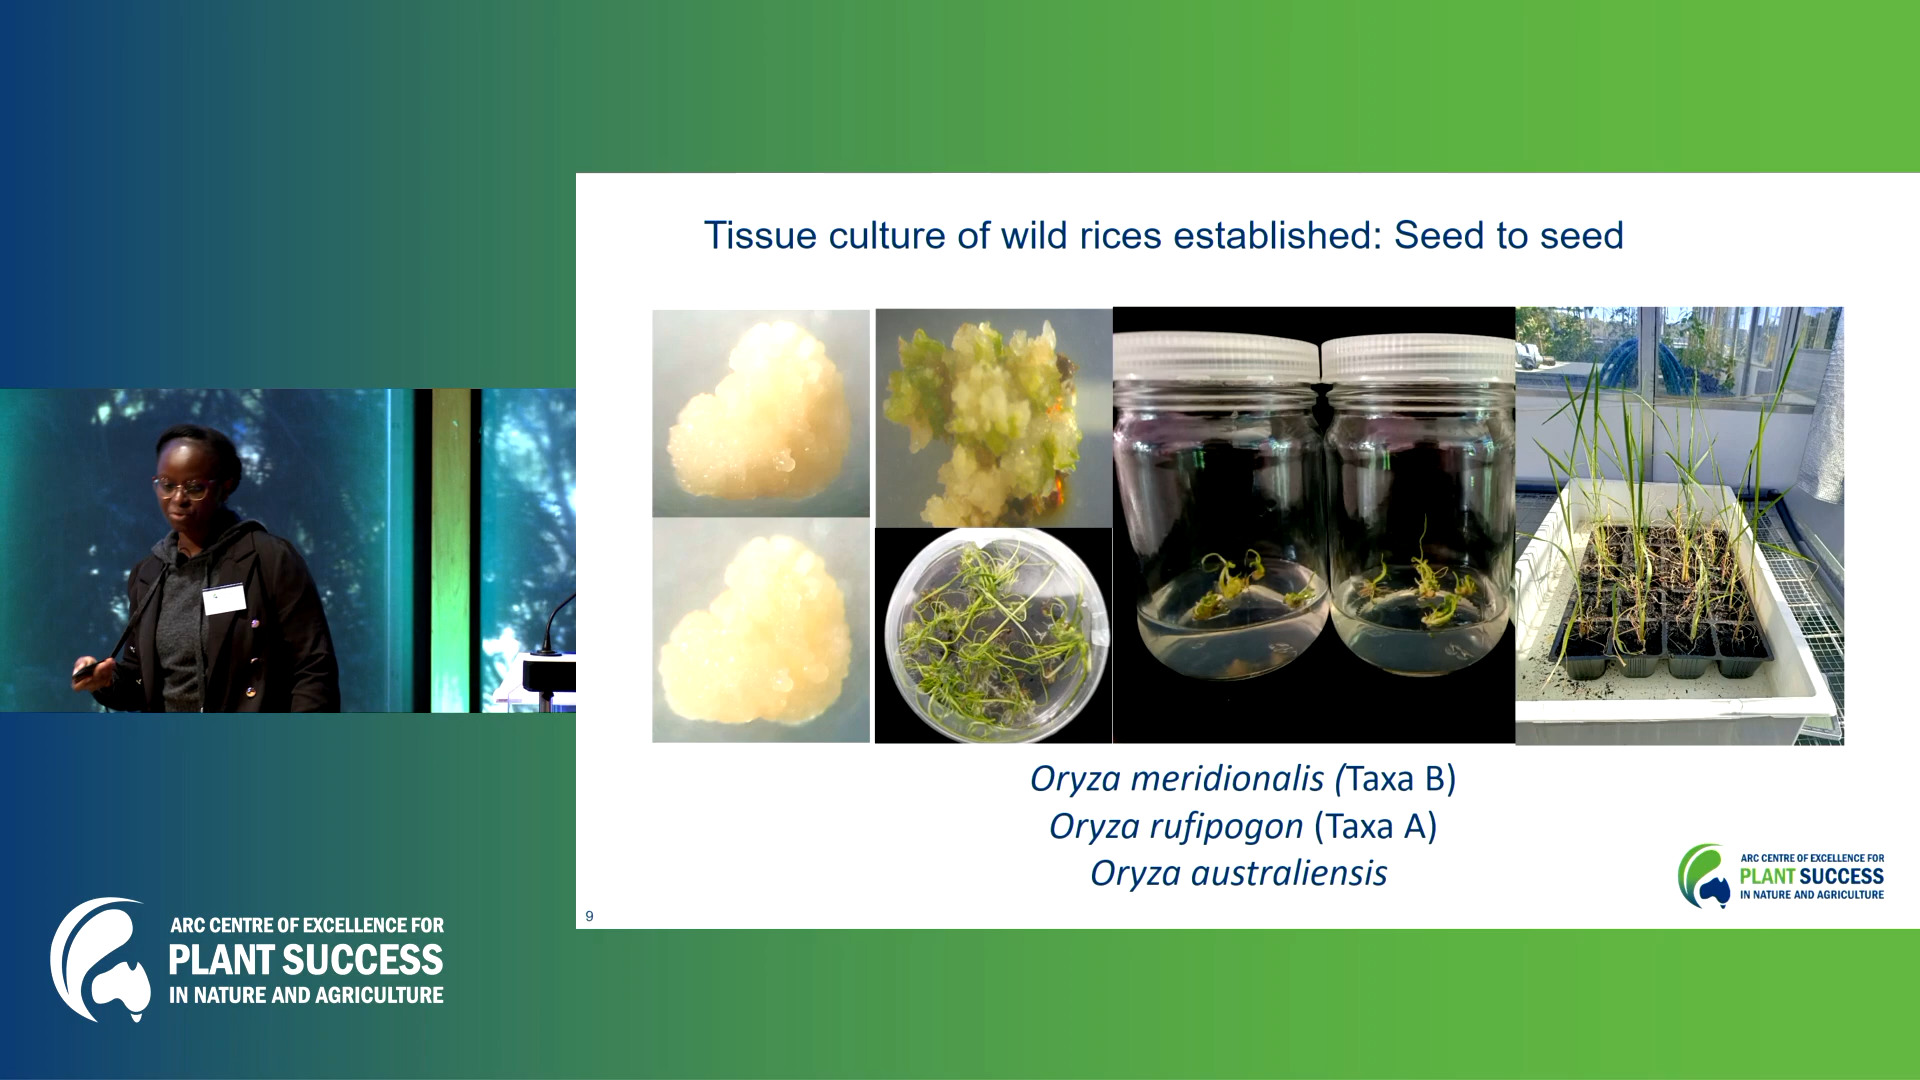 Tissue culture of wild rices established: Seed to seed
Oryza meridionalis (Taxa B)
Oryza rufipogon (Taxa A)
Oryza australiensis
9
ARC CENTRE OF EXCELLENCE FOR
PLANT SUCCESS
IN NATURE AND AGRICULTURE
ARC CENTRE OF EXCELLENCE FOR
PLANT SUCCESS
IN NATURE AND AGRICULTURE